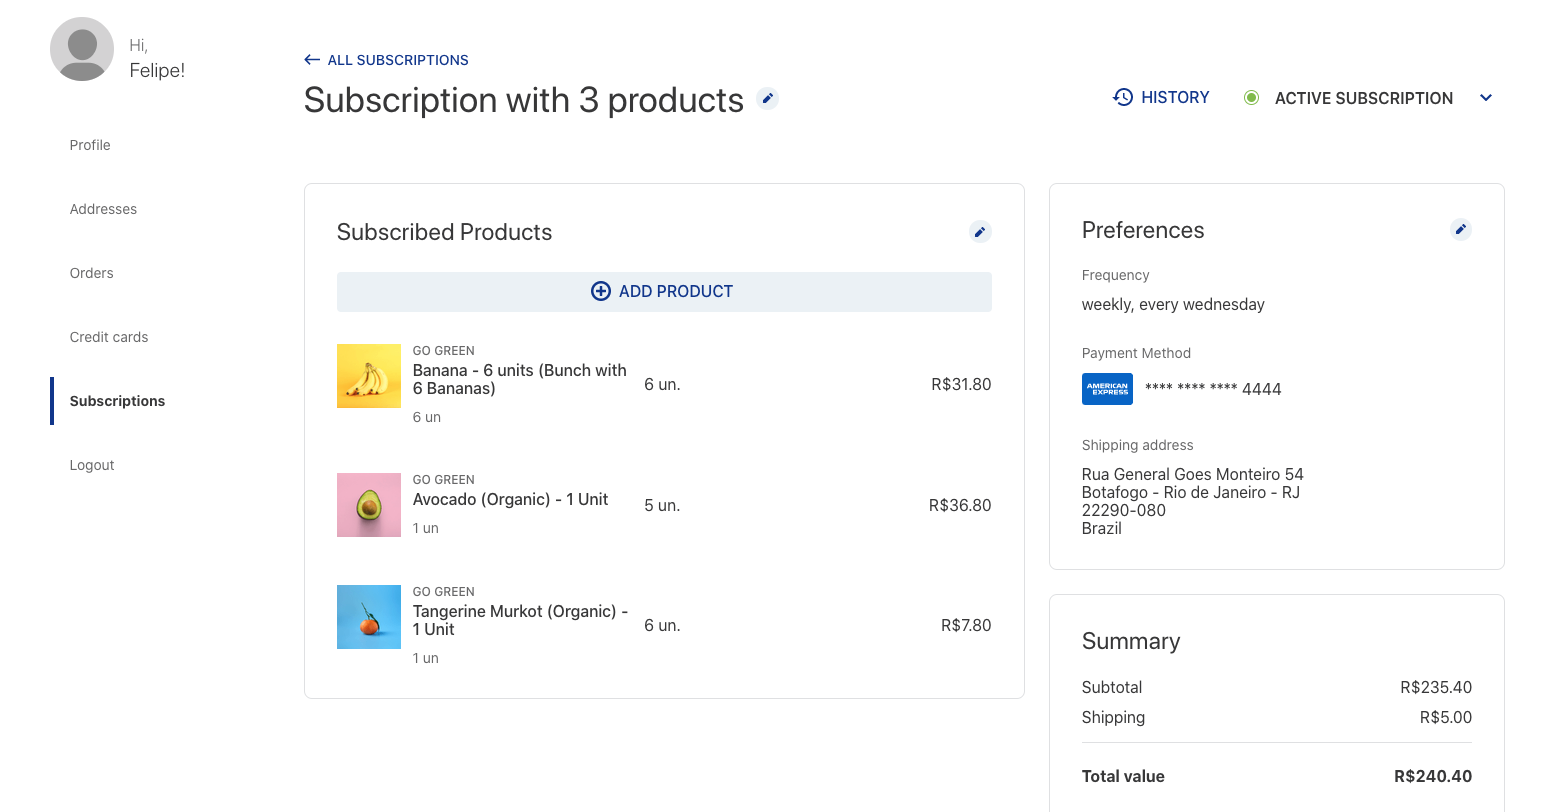 Hi,
Felipe!
Profile
Addresses
Orders
Credit cards
Subscriptions
Logout
ALL SUBSCRIPTIONS
Subscription with 3 products
HISTORY
ACTIVE SUBSCRIPTION
Subscribed Products
ADD PRODUCT
GO GREEN
Banana - 6 units (Bunch with
6 Bananas)
6 un
6 un.
R$31.80
GO GREEN
Avocado (Organic) - 1 Unit
1 un
5 un.
R$36.80
GO GREEN
Tangerine Murkot (Organic) -
1 Unit
1 un
6 un.
R$7.80
Preferences
Frequency
weekly, every wednesday
Payment Method
AMERICAN
EXPRESS
**** **** **** 4444
Shipping address
Rua General Goes Monteiro 54
Botafogo - Rio de Janeiro - RJ
22290-080
Brazil
Summary
Subtotal R$235.40
Shipping R$5.00
Total value R$240.40